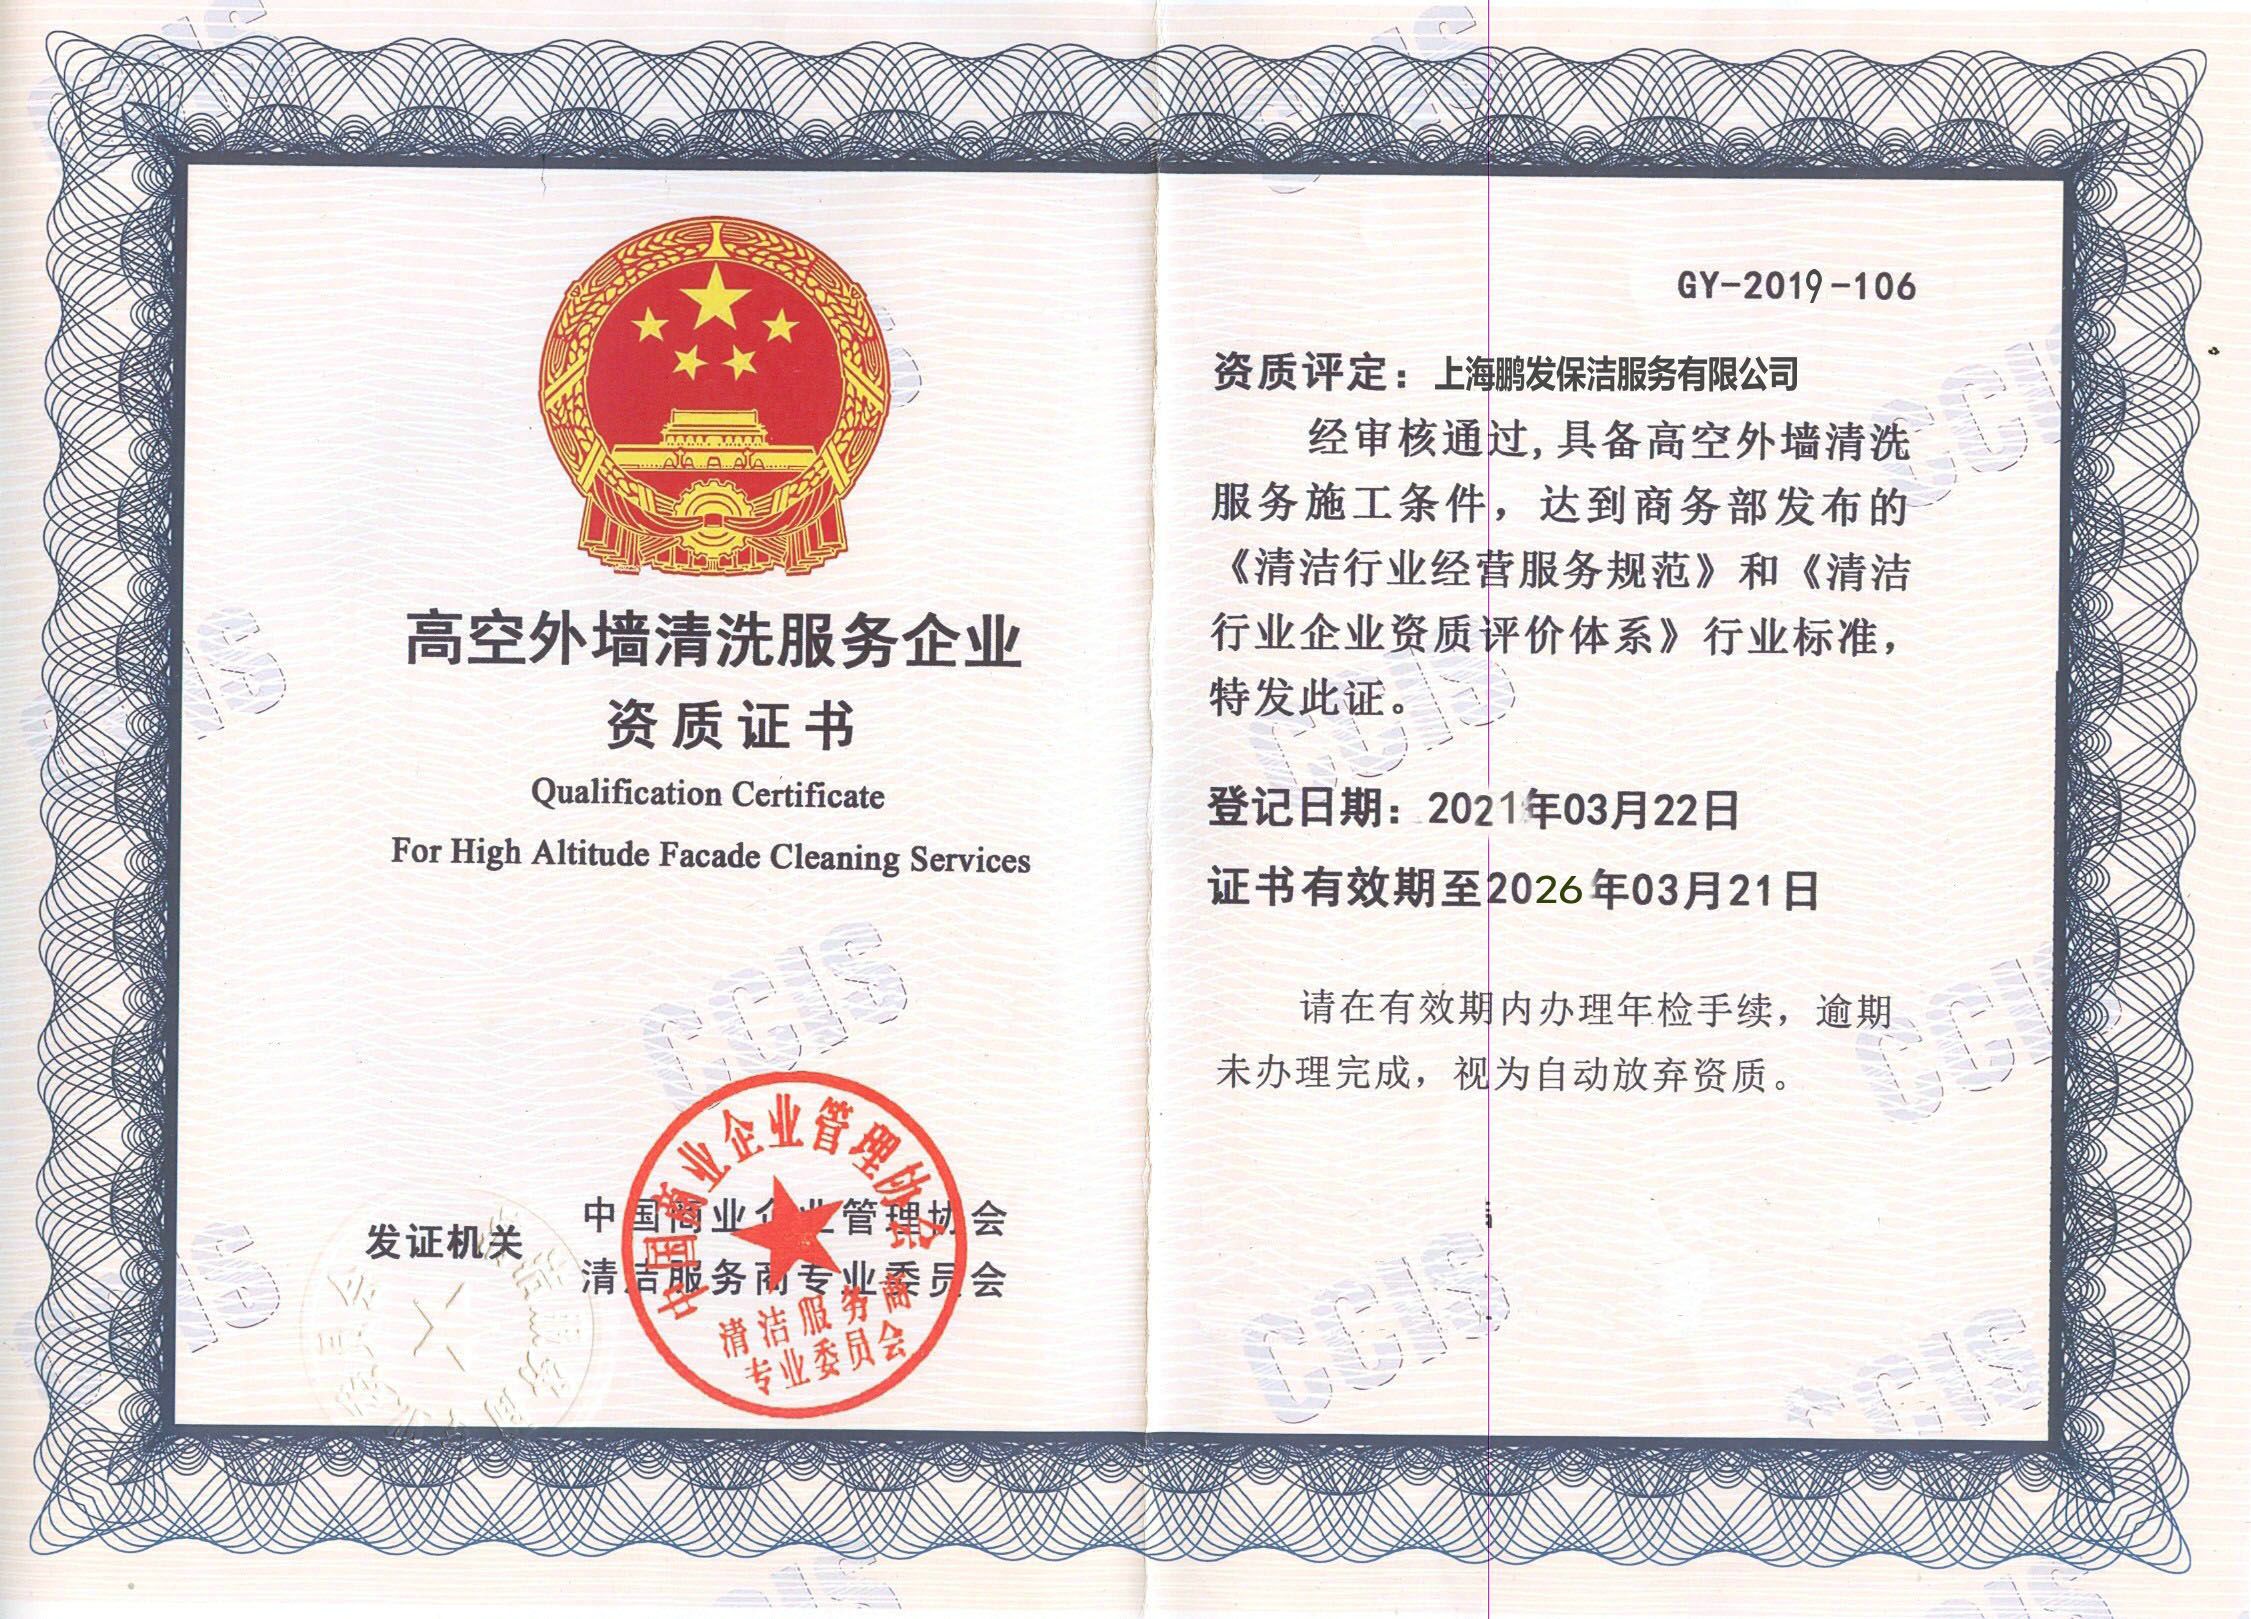 高空外墙清洗服务企业
资质证书
Qualification Certificate
For High Altitude Facade Cleaning Services
发证机关
中国商业企业管理协会
清洁服务商专业委员会
中国商业企业管理协会
清洁服务商
专业委员会
GY-2019-106
资质评定：上海鹏发保洁服务有限公司
经审核通过,具备高空外墙清洗
服务施工条件，达到商务部发布的
《清洁行业经营服务规范》和《清洁
行业企业资质评价体系》行业标准，
特发此证。
登记日期：2021年03月22日
证书有效期至2026年03月21日
请在有效期内办理年检手续，逾期
未办理完成，视为自动放弃资质。
CCIS
CCIS
CCIS
CCIS
CCIS